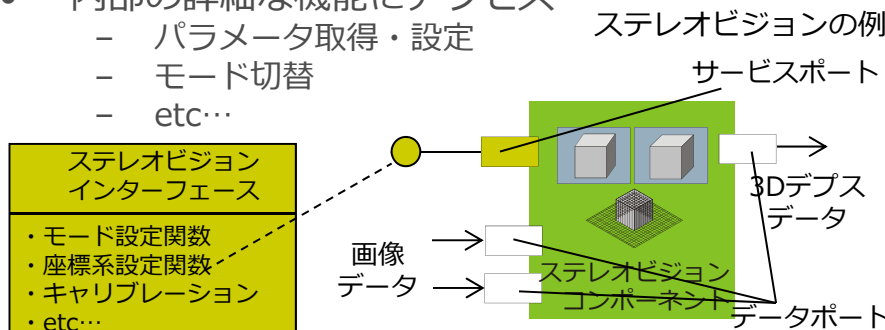 • 内部の詳細な機能にアクセス
– パラメータ取得・設定
– モード切替
– etc…
ステレオビジョンの例
サービスポート
ステレオビジョン
インターフェース
・モード設定関数
・座標系設定関数
・キャリブレーション
・etc…
画像
データ
ステレオビジョン
コンポーネント
3Dデプス
データ
データポート